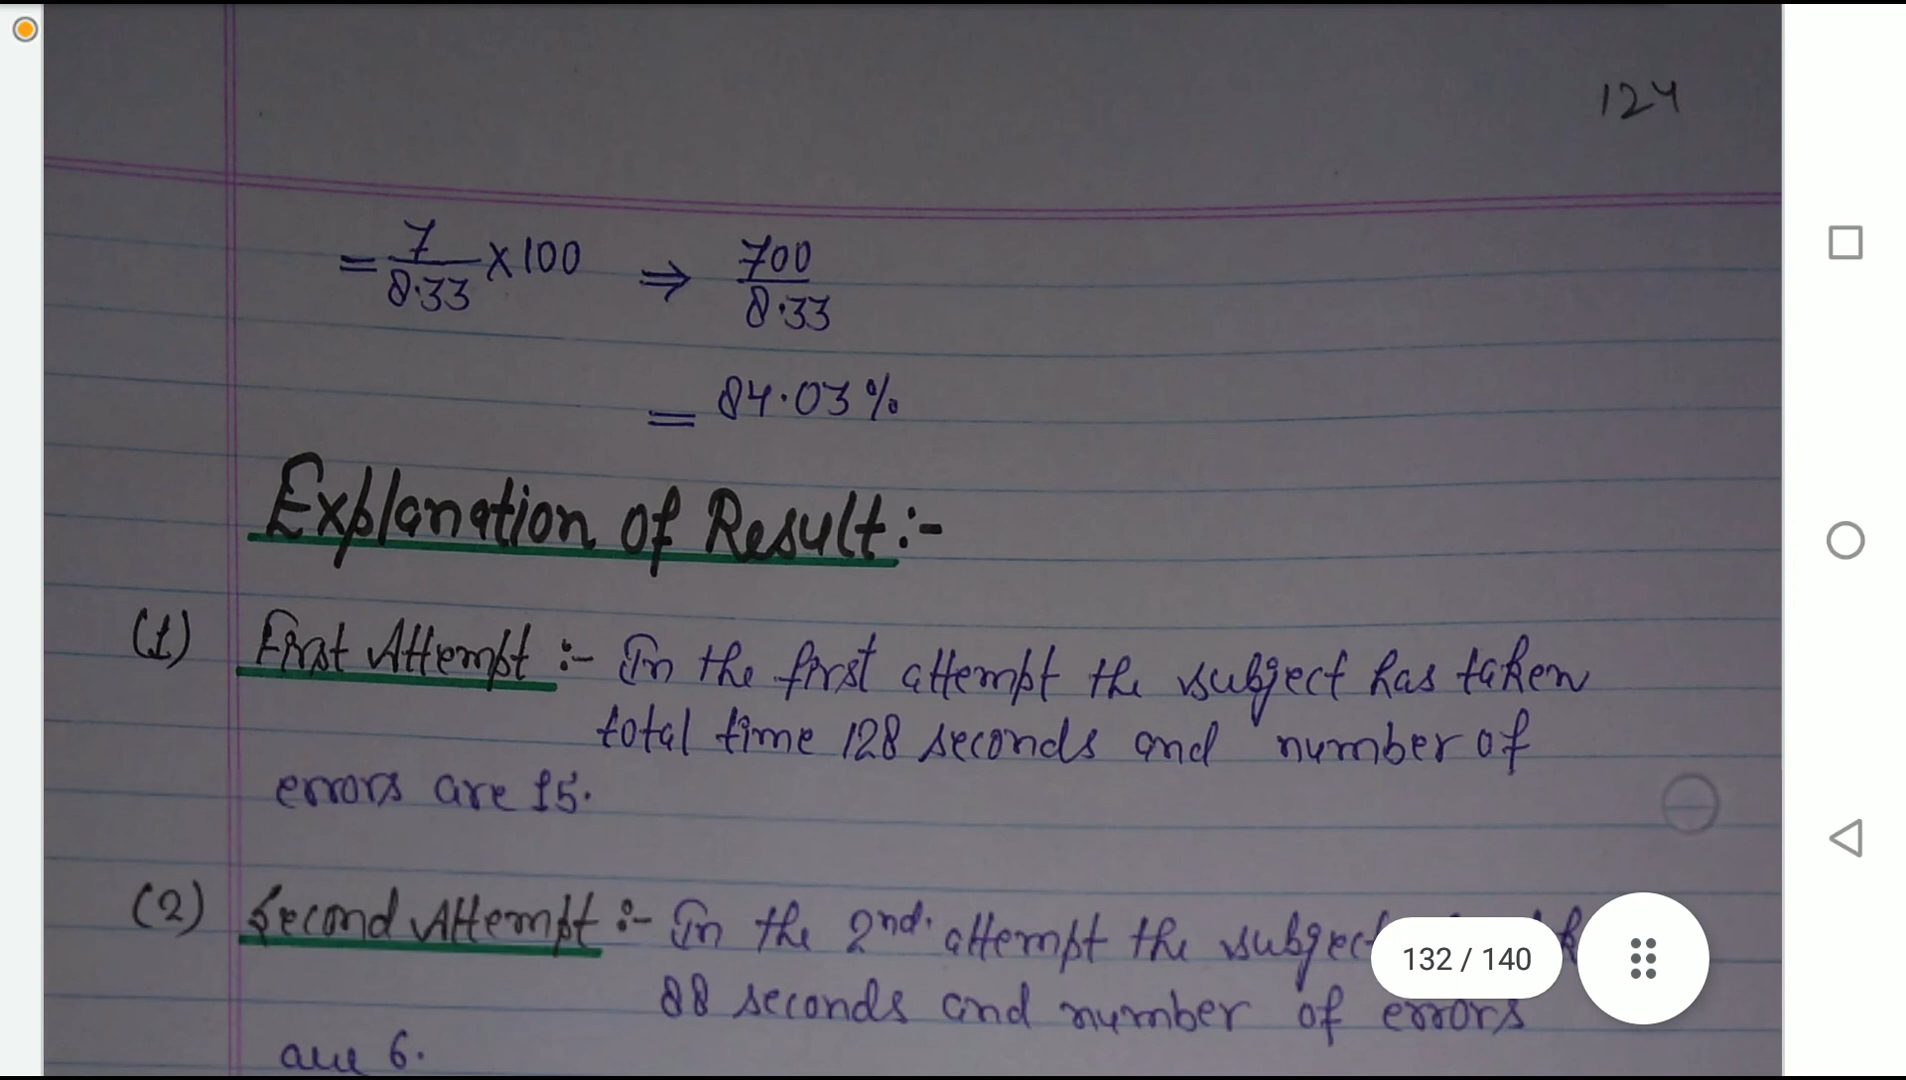 124
= 7/8.33 × 100 ⇒ 700/8.33
= 84.03%
Explanation of Result:-
(1) First Attempt :- In the first attempt the subject has taken
total time 128 seconds and number of
errors are 15.
(2) Second Attempt :- In the 2nd. attempt the subject
88 seconds and number of errors
are 6.
132 / 140